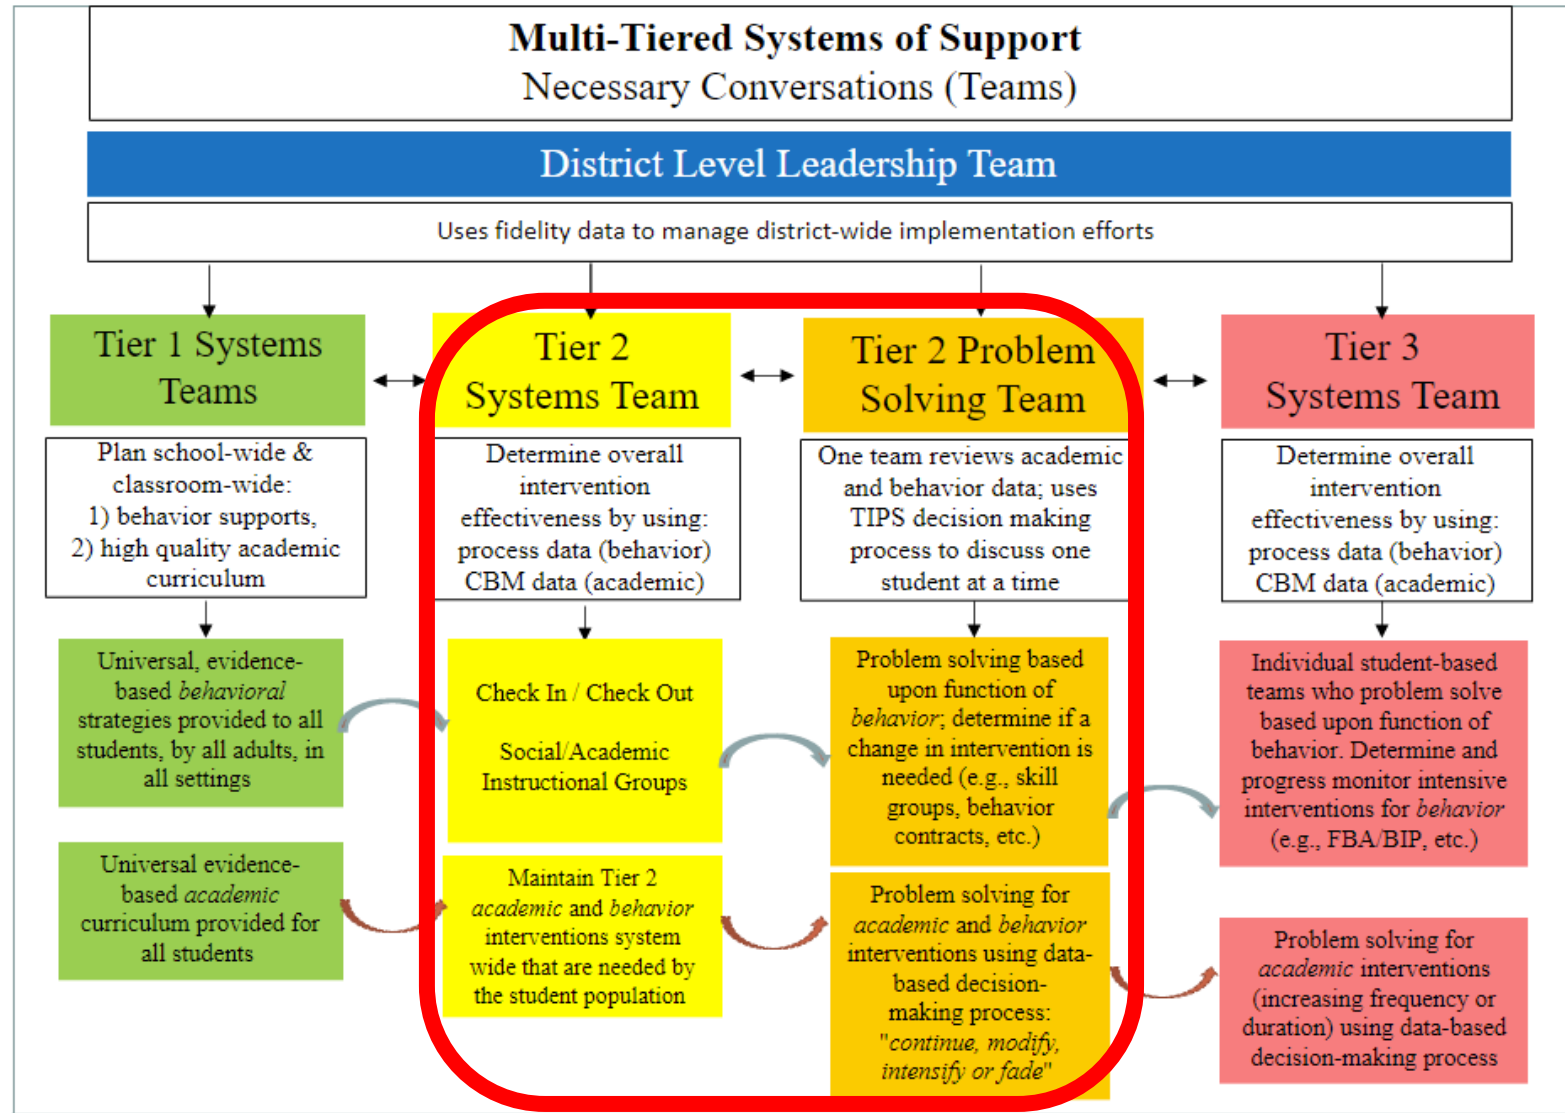 Multi-Tiered Systems of Support
Necessary Conversations (Teams)
District Level Leadership Team
Uses fidelity data to manage district-wide implementation efforts
Tier 1 Systems
Teams
Plan school-wide &
classroom-wide:
1) behavior supports,
2) high quality academic
curriculum
Universal, evidence-
based behavioral
strategies provided to all
students, by all adults, in
all settings
Universal evidence-
based academic
curriculum provided for
all students
Tier 2
Systems Team
Determine overall
intervention
effectiveness by using:
process data (behavior)
CBM data (academic)
Check In / Check Out
Social/Academic
Instructional Groups
Maintain Tier 2
academic and behavior
interventions system
wide that are needed by
the student population
Tier 2 Problem
Solving Team
One team reviews academic
and behavior data; uses
TIPS decision making
process to discuss one
student at a time
Problem solving based
upon function of
behavior; determine if a
change in intervention is
needed (e.g., skill
groups, behavior
contracts, etc.)
Problem solving for
academic and behavior
interventions using data-
based decision-
making process:
"continue, modify,
intensify or fade"
Tier 3
Systems Team
Determine overall
intervention
effectiveness by using:
process data (behavior)
CBM data (academic)
Individual student-based
teams who problem solve
based upon function of
behavior. Determine and
progress monitor intensive
interventions for behavior
(e.g., FBA/BIP, etc.)
Problem solving for
academic interventions
(increasing frequency or
duration) using data-based
decision-making process